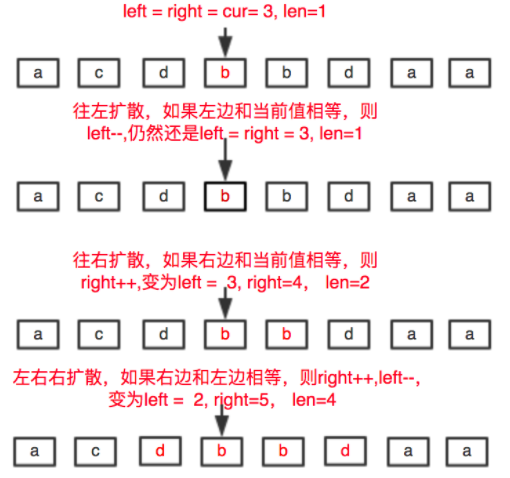 left = right = cur= 3, len=1
a c d b b d a a
往左扩散，如果左边和当前值相等，则
left--,仍然还是left = right = 3, len=1
a c d b b d a a
往右扩散，如果右边和当前值相等，则
right++,变为left = 3, right=4， len=2
a c d b b d a a
左右右扩散，如果右边和左边相等，则right++,left--,
变为left = 2, right=5， len=4
a c d b b d a a